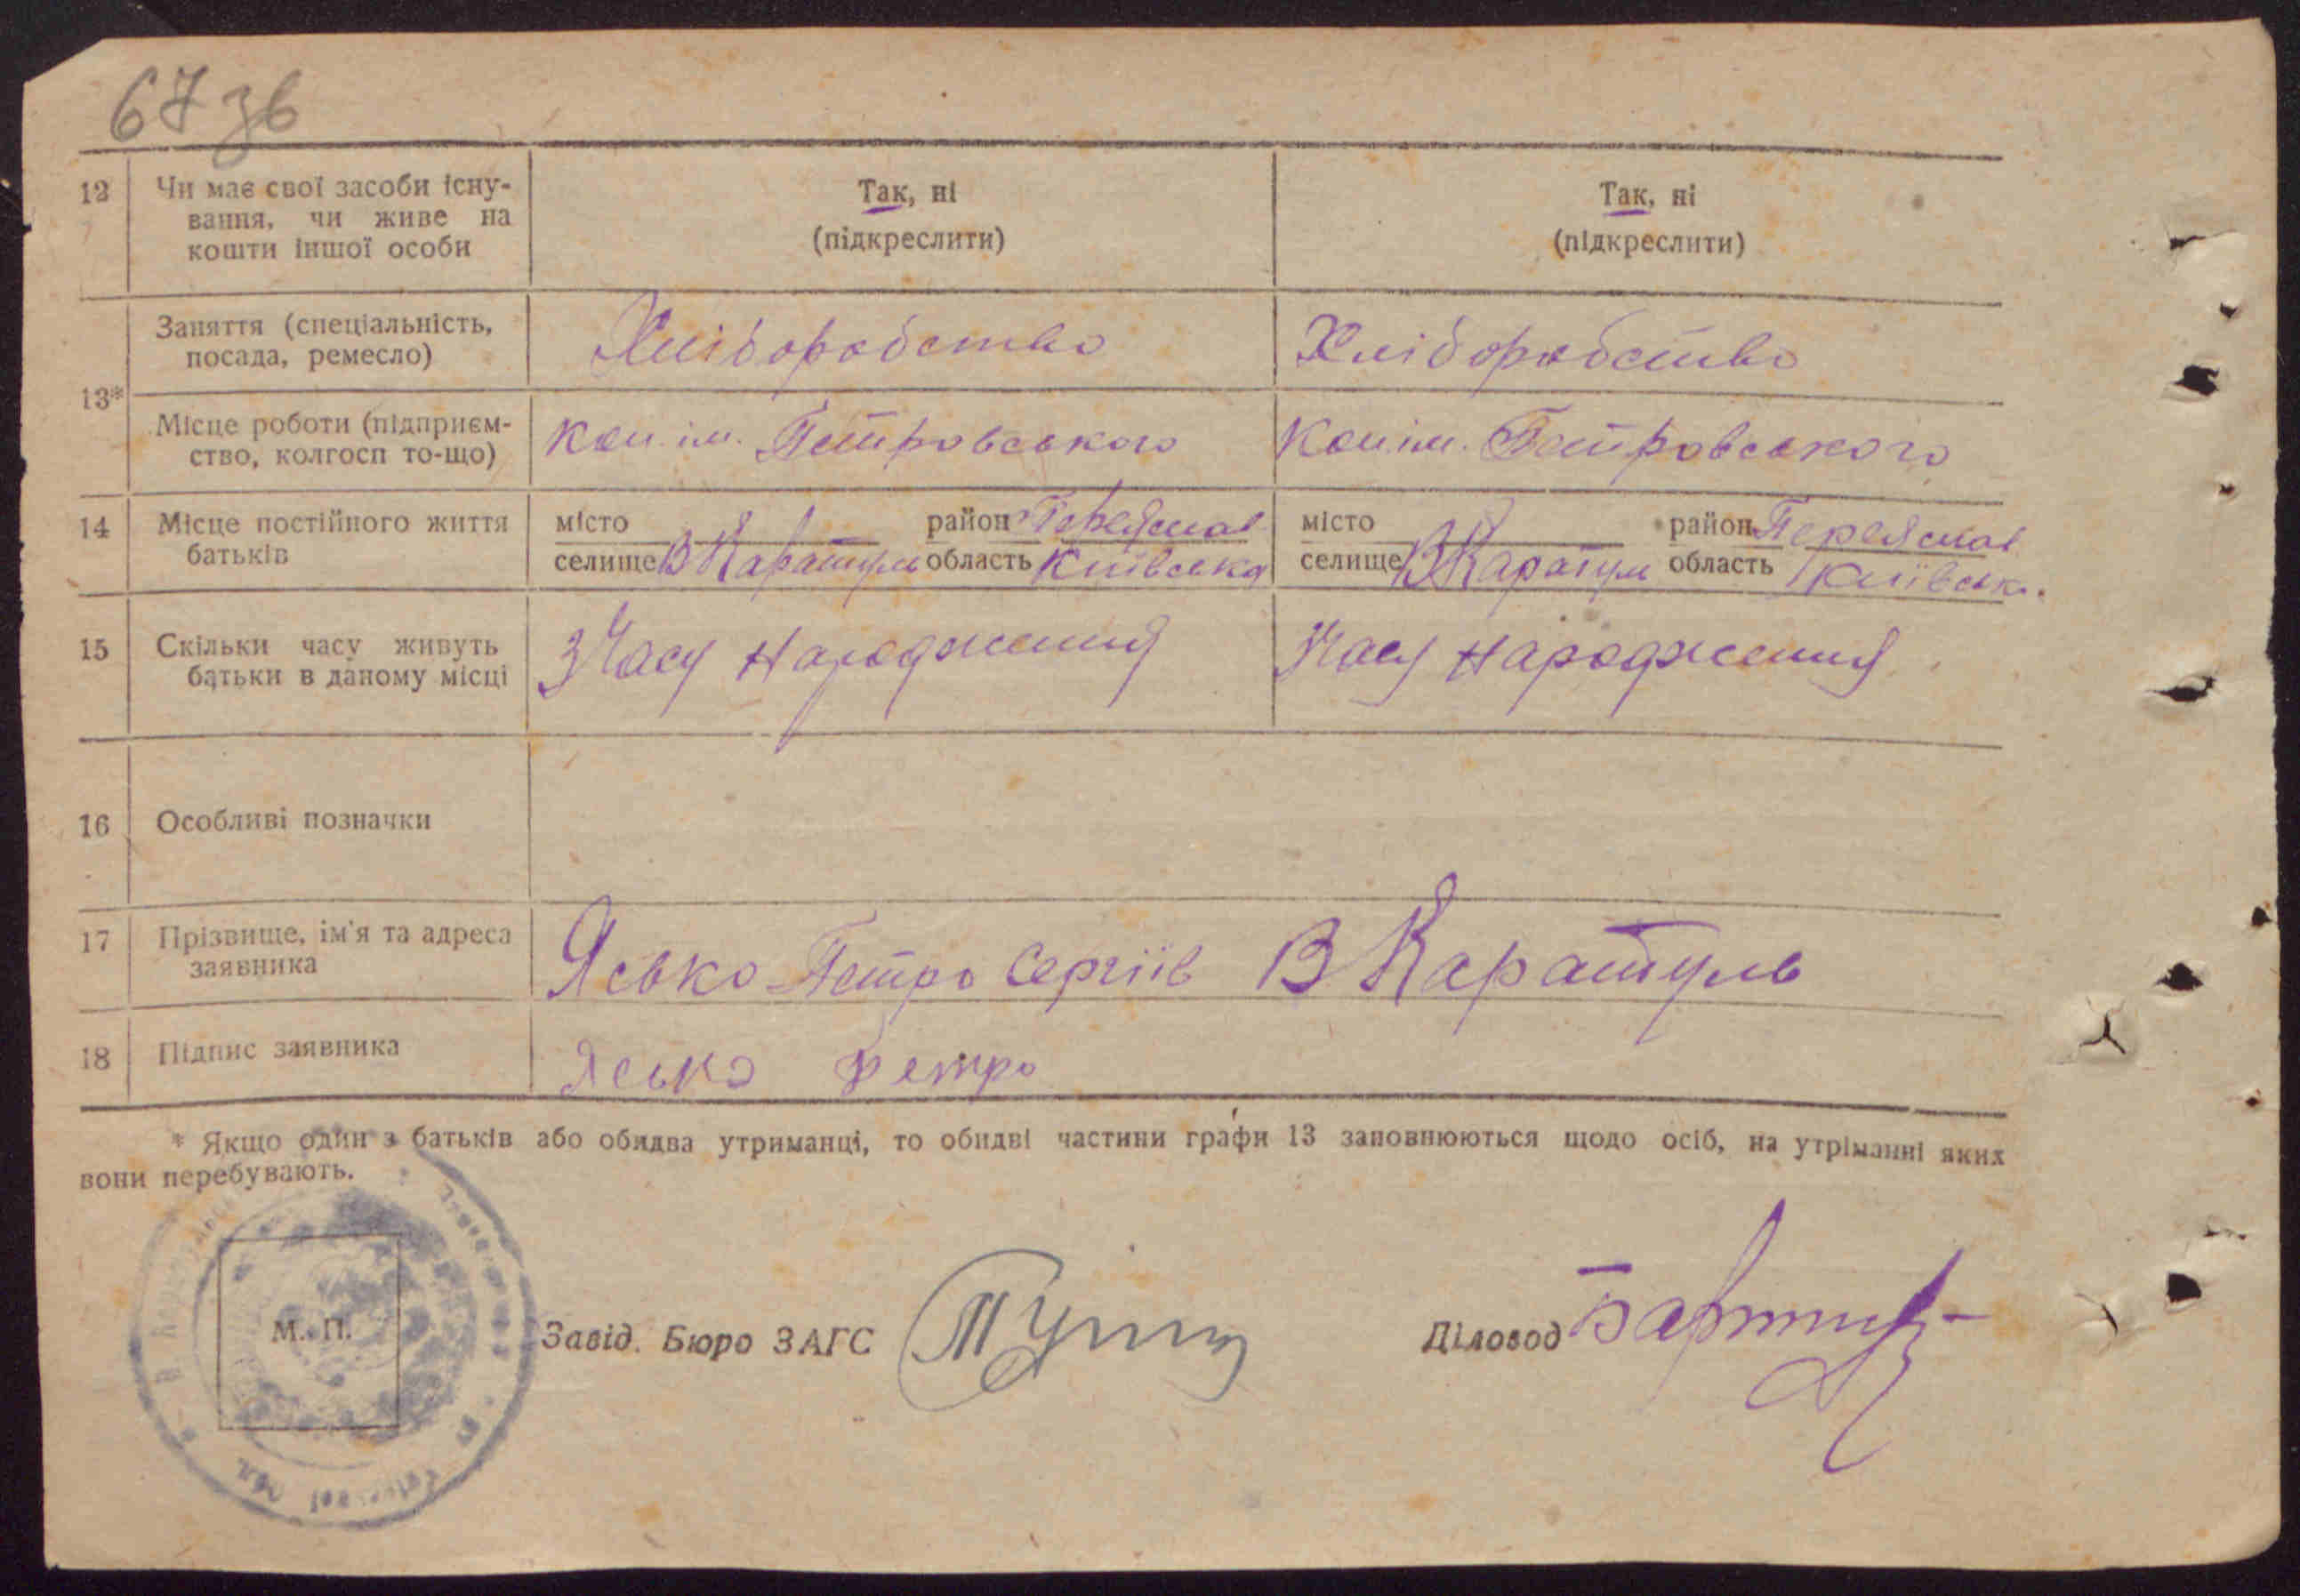 67 зв
12 Чи має свої засоби існу-
вання, чи живе на
кошти іншої особи
Так, ні
(підкреслити)
Так, ні
(підкреслити)
13*
Заняття (спеціальність,
посада, ремесло)
Хліборобство
Хліборобство
Місце роботи (підприєм-
ство, колгосп то-що)
Кол. ім. Петровського
Кол. ім. Петровського
14 Місце постійного життя
батьків
місто район Переяслав
селище В Каратуль область Київська
місто район Переяслав
селище В Каратуль область Київськ.
15 Скільки часу живуть
батьки в даному місці
З Часу народження
З Часу народження
16 Особливі позначки
17 Прізвище, ім'я та адреса
заявника
Ясько Петро Сергіїв В Каратуль
18 Підпис заявника
Ясько Петро
* Якщо один з батьків або обидва утриманці, то обидві частини графи 13 заповнюються щодо осіб, на утріманні яких
вони перебувають.
М. П.
Завід. Бюро ЗАГС
Діловод